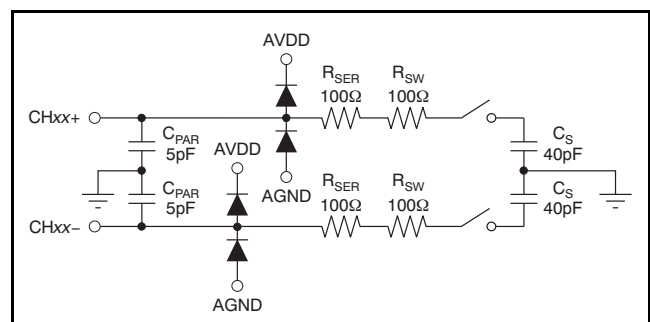 AVDD
R_SER
100Ω
R_SW
100Ω
CHxx+
C_PAR
5pF
AVDD
C_S
40pF
C_PAR
5pF
AGND
R_SER
100Ω
R_SW
100Ω
C_S
40pF
CHxx−
AGND